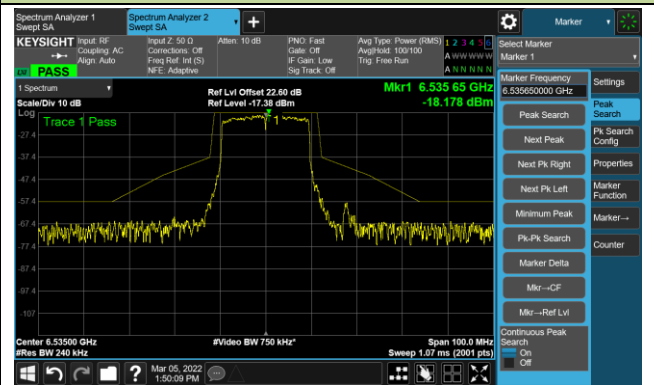 Spectrum Analyzer 1
Swept SA
Spectrum Analyzer 2
Swept SA
+
Marker
KEYSIGHT
Input: RF
Coupling: AC
Align: Auto
Input Z: 50 Ω
Corrections: Off
Freq Ref: Int (S)
NFE: Adaptive
Atten: 10 dB
PNO: Fast
Gate: Off
IF Gain: Low
Sig Track: Off
Avg Type: Power (RMS)
Avg|Hold: 100/100
Trig: Free Run
1 2 3 4 5 6
A W W W W W
A N N N N N
PASS
Select Marker
Marker 1
1 Spectrum
Scale/Div 10 dB
Ref Lvl Offset 22.60 dB
Ref Level -17.38 dBm
Mkr1 6.535 65 GHz
-18.178 dBm
Log
Trace 1 Pass
1
-27.4
-37.4
-47.4
-57.4
-67.4
-77.4
-87.4
-97.4
-107
Center 6.53500 GHz
#Res BW 240 kHz
#Video BW 750 kHz*
Span 100.0 MHz
Sweep 1.07 ms (2001 pts)
Marker Frequency
6.535650000 GHz
Peak Search
Next Peak
Next Pk Right
Next Pk Left
Minimum Peak
Pk-Pk Search
Marker Delta
Mkr→CF
Mkr→Ref Lvl
Continuous Peak
Search
On
Off
Settings
Peak
Search
Pk Search
Config
Properties
Marker
Function
Marker→
Counter
?
Mar 05, 2022
1:50:09 PM